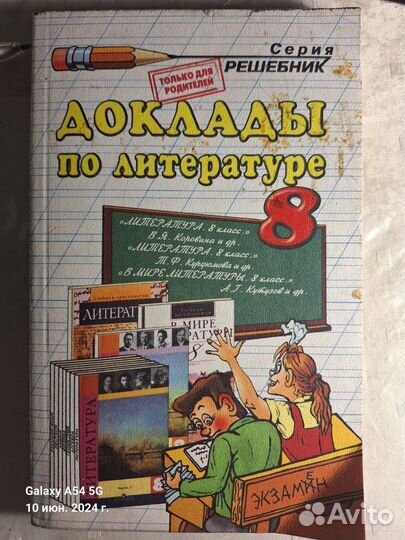 Серия
РЕШЕБНИК
ТОЛЬКО ДЛЯ
РОДИТЕЛЕЙ
ДОКЛАДЫ
ПО ЛИТЕРАТУРЕ
8
«ЛИТЕРАТУРА. 8 класс.»
В.Я. Коровина и др.
«ЛИТЕРАТУРА. 8 класс.»
Т.Ф. Курдюмова и др.
«В МИРЕ ЛИТЕРАТУРЫ. 8 класс.»
А.Г. Кутузов и др.
ЛИТЕРАТ
В МИРЕ
8
ЛИТЕРАТУРА
ЭКЗАМЕН
Galaxy A54 5G
10 июн. 2024 г.
Avito